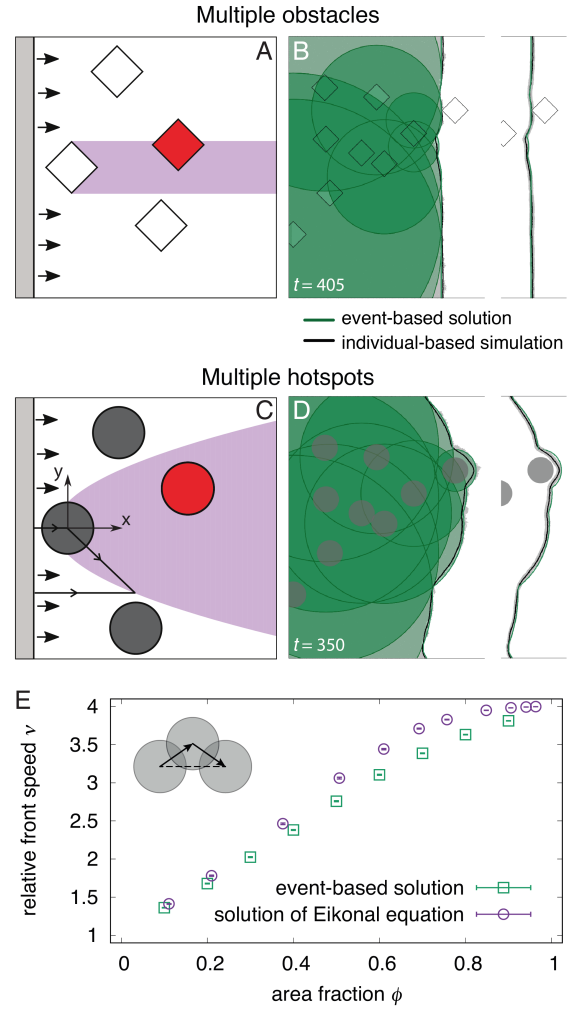 Multiple obstacles
A
B
t = 405
event-based solution
individual-based simulation
Multiple hotspots
C
D
y
x
t = 350
E
relative front speed ν
4
3.5
3
2.5
2
1.5
1
event-based solution
solution of Eikonal equation
0 0.2 0.4 0.6 0.8 1
area fraction ϕ